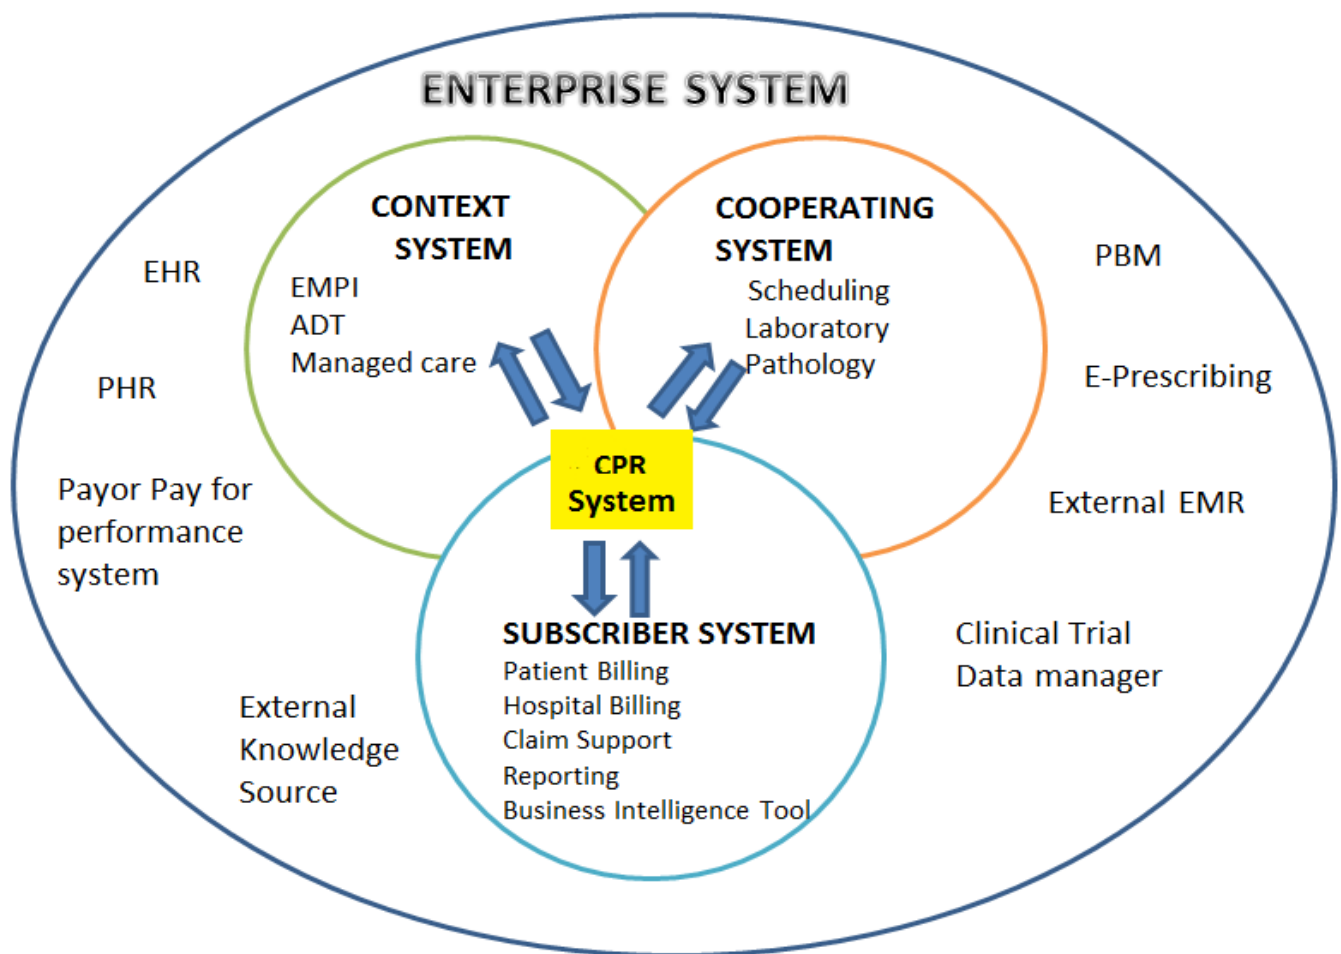 ENTERPRISE SYSTEM
CONTEXT
SYSTEM
EMPI
ADT
Managed care
COOPERATING
SYSTEM
Scheduling
Laboratory
Pathology
EHR
PHR
Payor Pay for
performance
system
External
Knowledge
Source
CPR
System
SUBSCRIBER SYSTEM
Patient Billing
Hospital Billing
Claim Support
Reporting
Business Intelligence Tool
PBM
E-Prescribing
External EMR
Clinical Trial
Data manager